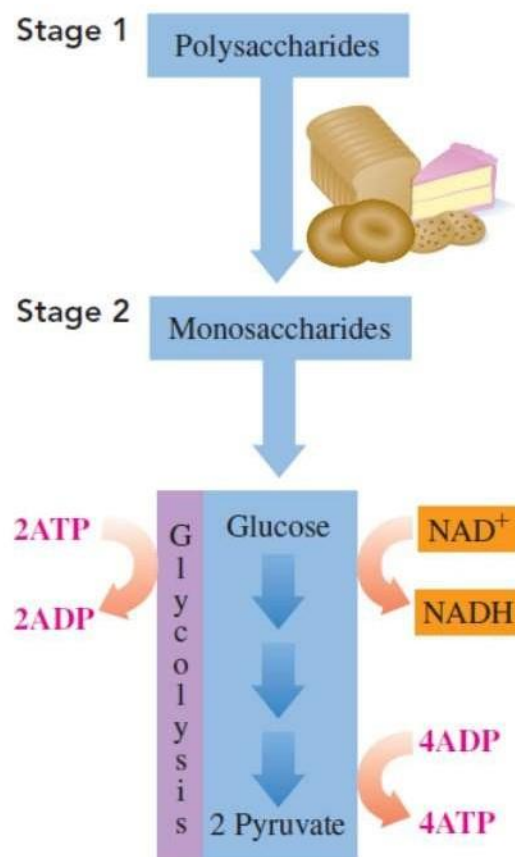 Stage 1
Polysaccharides
Stage 2
Monosaccharides
Glycolysis
Glucose
2 Pyruvate
2ATP
2ADP
NAD⁺
NADH
4ADP
4ATP